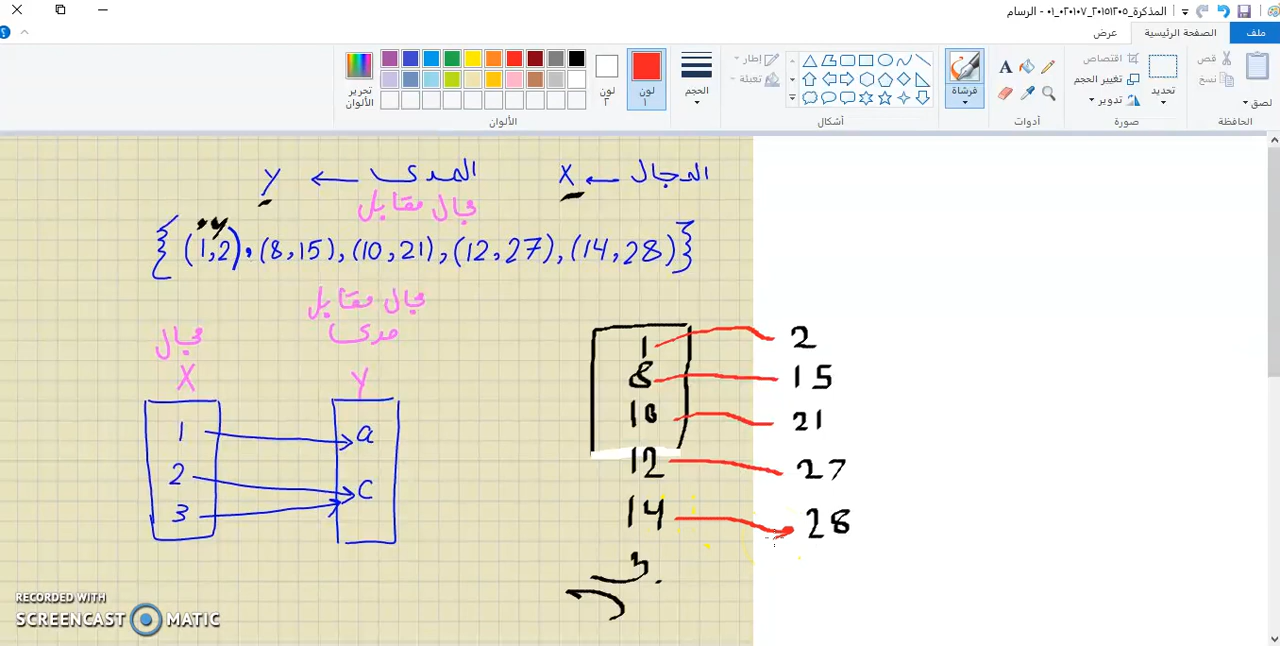 المذكرة_٢٠١٥١٢٠٥_٠٢٠١٠٧_٠١ - الرسام
ملف
الصفحة الرئيسية
عرض
لصق
قص
نسخ
الحافظة
تحديد
اقتصاص
تغيير الحجم
تدوير
صورة
أدوات
فرشاة
إطار
تعبئة
أشكال
الحجم
لون ١
لون ٢
تحرير الألوان
الألوان
المجال ← X
المدى ← y
مجال مقابل
x y
{(1,2), (8,15), (10,21), (12,27), (14,28)}
مجال مقابل
مجال
مدى
X Y
1 a
2 c
3
1 2
8 15
10 21
12 27
14 28
RECORDED WITH
SCREENCAST MATIC